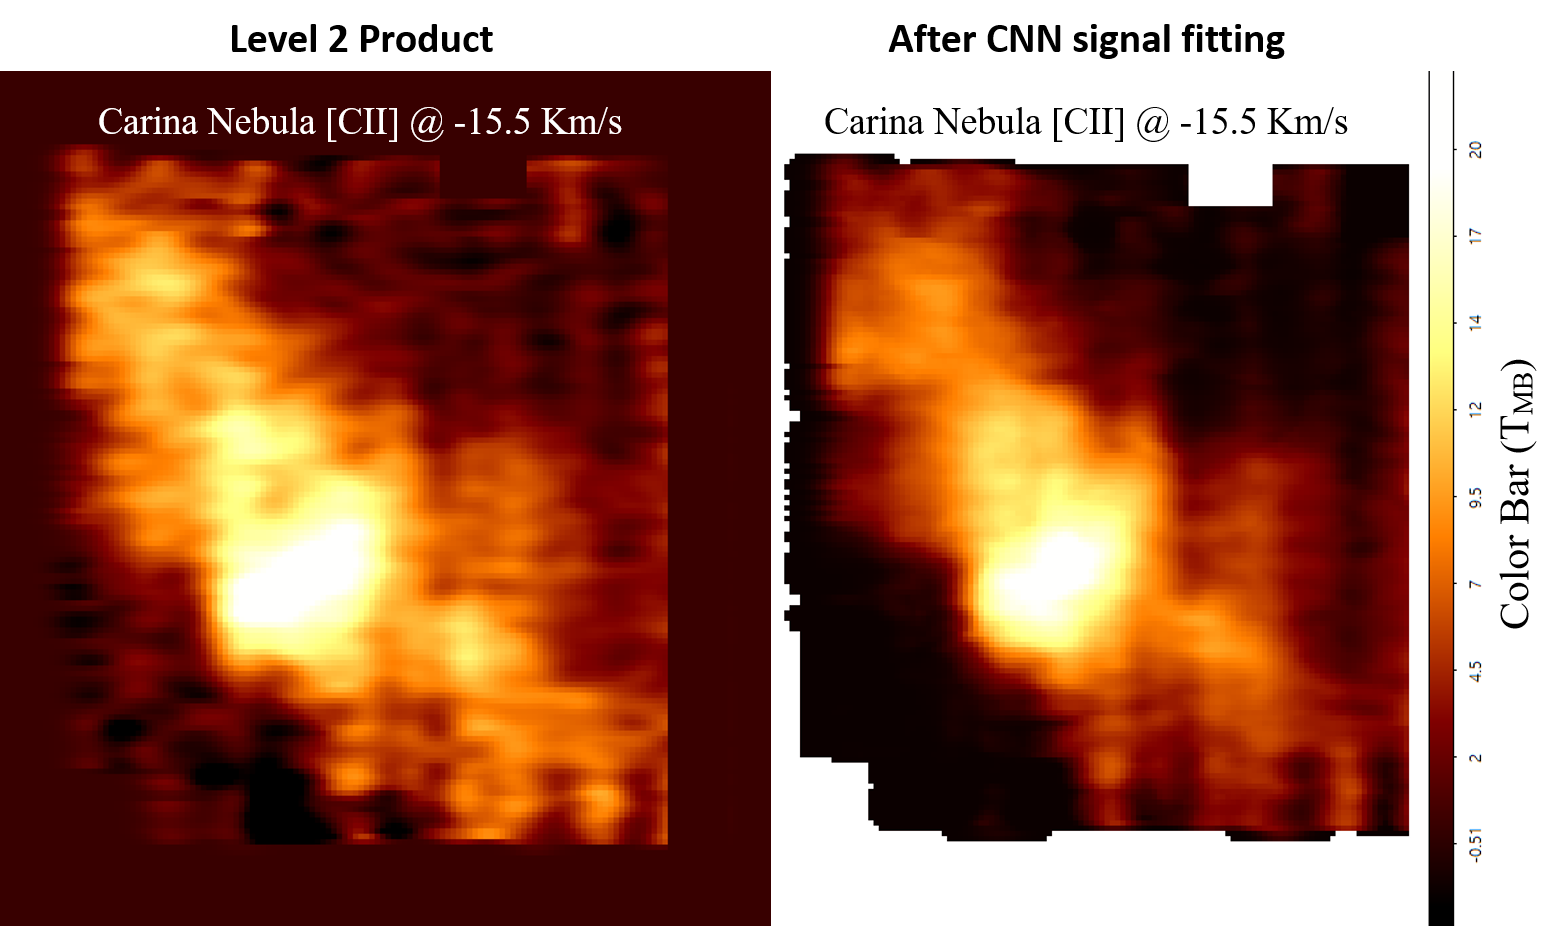 Level 2 Product
After CNN signal fitting
Carina Nebula [CII] @ -15.5 Km/s
Carina Nebula [CII] @ -15.5 Km/s
20
17
14
12
9.5
7
4.5
2
-0.51
Color Bar (TMB)